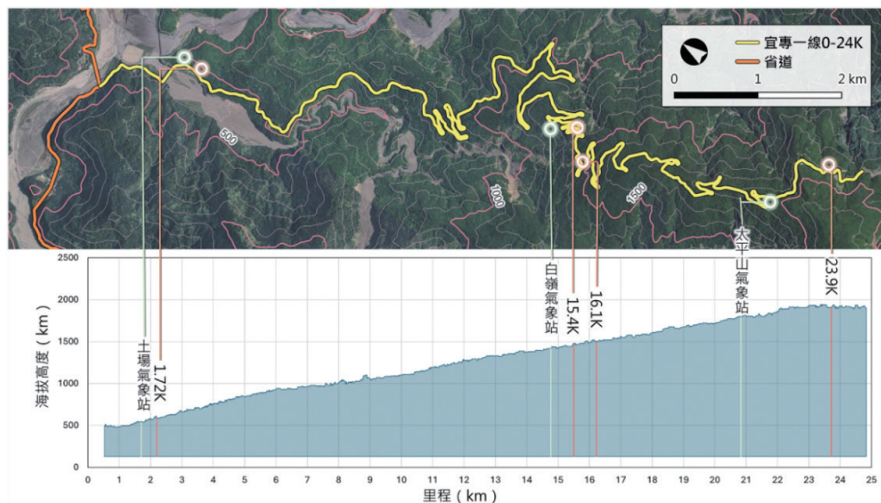 宜專一線0-24K
省道
0 1 2 km
500
1000
1500
2500
2000
1500
1000
500
0
海拔高度（km）
土場氣象站
1.72K
白嶺氣象站
15.4K
16.1K
太平山氣象站
23.9K
0 1 2 3 4 5 6 7 8 9 10 11 12 13 14 15 16 17 18 19 20 21 22 23 24 25
里程（km）